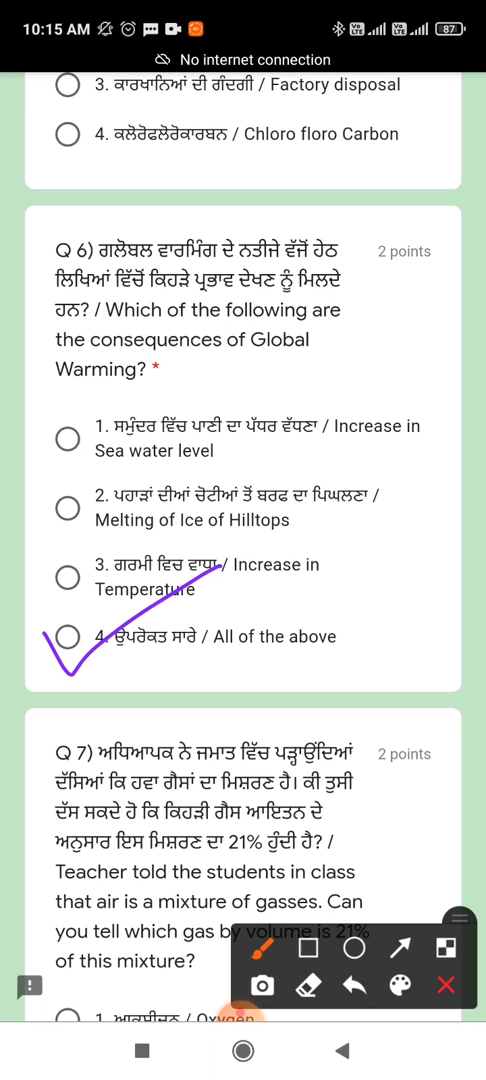 10:15 AM
87
No internet connection
3. ਕਾਰਖਾਨਿਆਂ ਦੀ ਗੰਦਗੀ / Factory disposal
4. ਕਲੋਰੋਫਲੋਰੋਕਾਰਬਨ / Chloro floro Carbon
Q 6) ਗਲੋਬਲ ਵਾਰਮਿੰਗ ਦੇ ਨਤੀਜੇ ਵੱਜੋਂ ਹੇਠ 2 points
ਲਿਖਿਆਂ ਵਿੱਚੋਂ ਕਿਹੜੇ ਪ੍ਰਭਾਵ ਦੇਖਣ ਨੂੰ ਮਿਲਦੇ
ਹਨ? / Which of the following are
the consequences of Global
Warming? *
1. ਸਮੁੰਦਰ ਵਿੱਚ ਪਾਣੀ ਦਾ ਪੱਧਰ ਵੱਧਣਾ / Increase in
Sea water level
2. ਪਹਾੜਾਂ ਦੀਆਂ ਚੋਟੀਆਂ ਤੋਂ ਬਰਫ ਦਾ ਪਿਘਲਣਾ /
Melting of Ice of Hilltops
3. ਗਰਮੀ ਵਿਚ ਵਾਧਾ / Increase in
Temperature
4. ਉਪਰੋਕਤ ਸਾਰੇ / All of the above
Q 7) ਅਧਿਆਪਕ ਨੇ ਜਮਾਤ ਵਿੱਚ ਪੜ੍ਹਾਉਂਦਿਆਂ 2 points
ਦੱਸਿਆਂ ਕਿ ਹਵਾ ਗੈਸਾਂ ਦਾ ਮਿਸ਼ਰਣ ਹੈ। ਕੀ ਤੁਸੀ
ਦੱਸ ਸਕਦੇ ਹੋ ਕਿ ਕਿਹੜੀ ਗੈਸ ਆਇਤਨ ਦੇ
ਅਨੁਸਾਰ ਇਸ ਮਿਸ਼ਰਣ ਦਾ 21% ਹੁੰਦੀ ਹੈ? /
Teacher told the students in class
that air is a mixture of gasses. Can
you tell which gas by volume is 21%
of this mixture?
1. ਆਕਸੀਜਨ / Oxygen